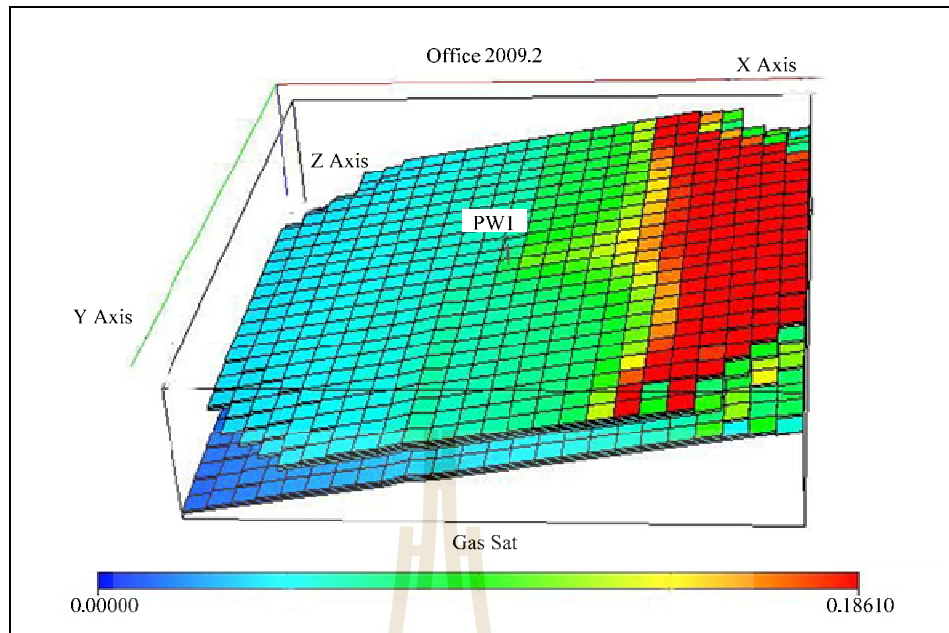 Office 2009.2
X Axis
Z Axis
PW1
Y Axis
Gas Sat
0.00000
0.18610